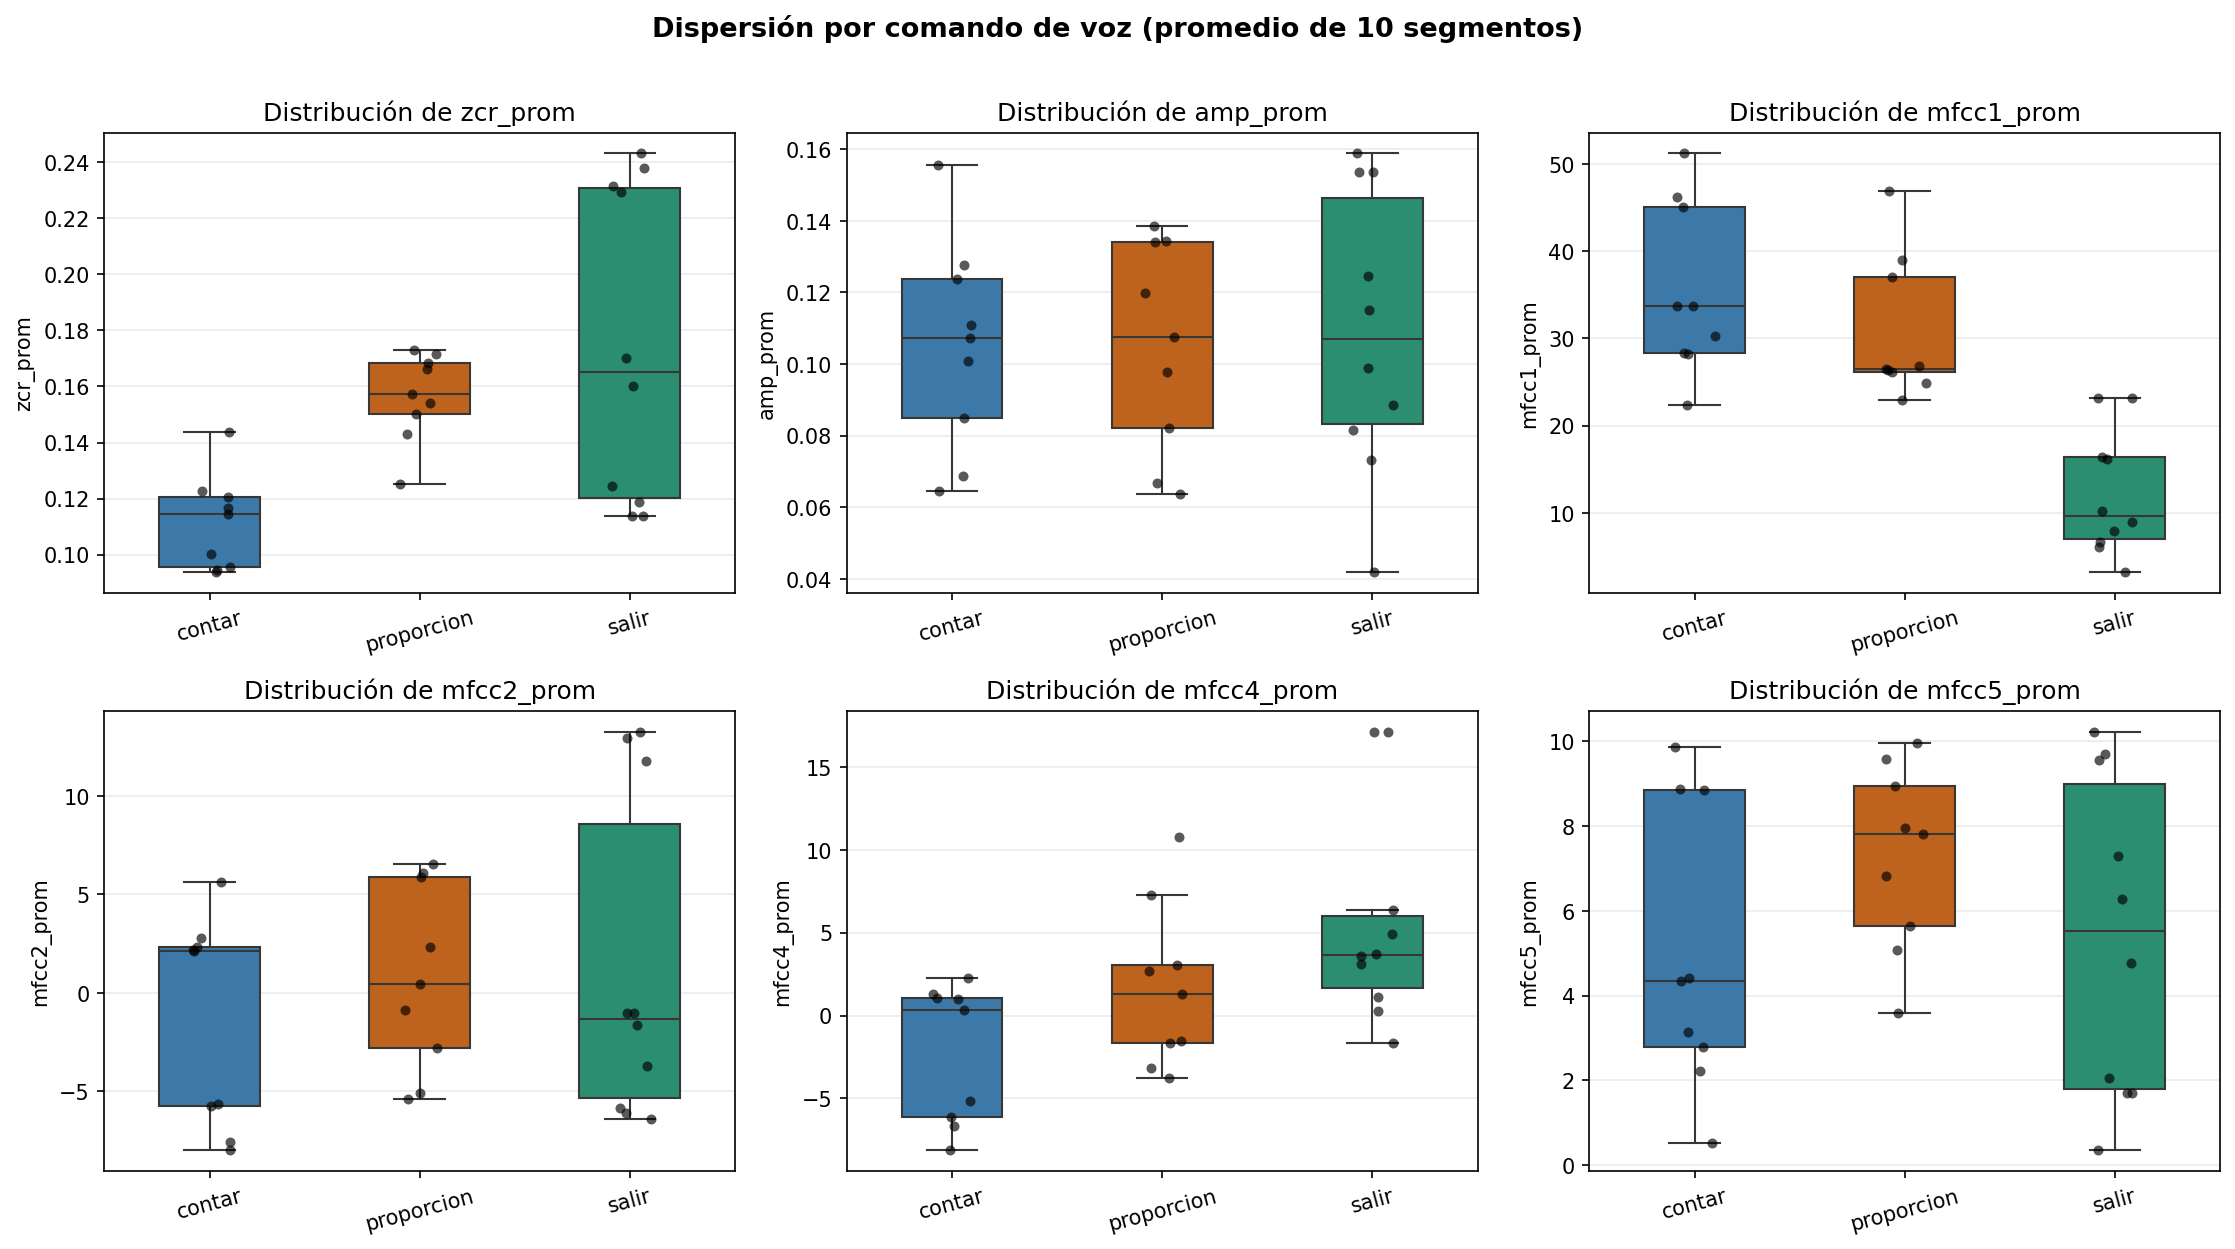 Dispersión por comando de voz (promedio de 10 segmentos)
Distribución de zcr_prom
zcr_prom
0.24
0.22
0.20
0.18
0.16
0.14
0.12
0.10
contar
proporcion
salir
Distribución de amp_prom
amp_prom
0.16
0.14
0.12
0.10
0.08
0.06
0.04
contar
proporcion
salir
Distribución de mfcc1_prom
mfcc1_prom
50
40
30
20
10
contar
proporcion
salir
Distribución de mfcc2_prom
mfcc2_prom
10
5
0
−5
contar
proporcion
salir
Distribución de mfcc4_prom
mfcc4_prom
15
10
5
0
−5
contar
proporcion
salir
Distribución de mfcc5_prom
mfcc5_prom
10
8
6
4
2
0
contar
proporcion
salir